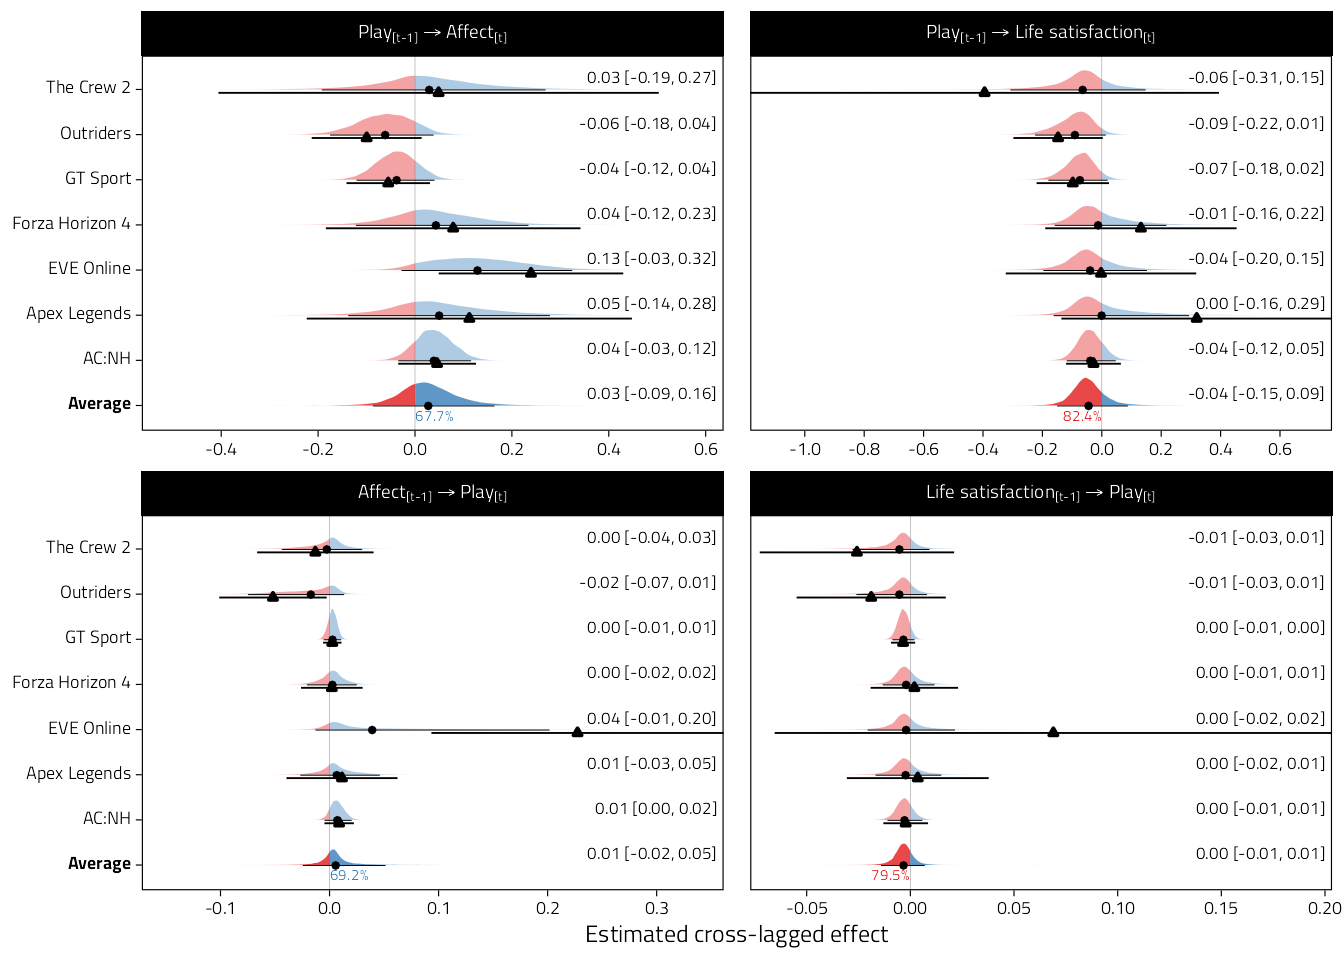 Play[t-1] → Affect[t]
The Crew 2 0.03 [-0.19, 0.27]
Outriders -0.06 [-0.18, 0.04]
GT Sport -0.04 [-0.12, 0.04]
Forza Horizon 4 0.04 [-0.12, 0.23]
EVE Online 0.13 [-0.03, 0.32]
Apex Legends 0.05 [-0.14, 0.28]
AC:NH 0.04 [-0.03, 0.12]
Average 0.03 [-0.09, 0.16]
67.7%
-0.4 -0.2 0.0 0.2 0.4 0.6
Play[t-1] → Life satisfaction[t]
-0.06 [-0.31, 0.15]
-0.09 [-0.22, 0.01]
-0.07 [-0.18, 0.02]
-0.01 [-0.16, 0.22]
-0.04 [-0.20, 0.15]
0.00 [-0.16, 0.29]
-0.04 [-0.12, 0.05]
-0.04 [-0.15, 0.09]
82.4%
-1.0 -0.8 -0.6 -0.4 -0.2 0.0 0.2 0.4 0.6
Affect[t-1] → Play[t]
The Crew 2 0.00 [-0.04, 0.03]
Outriders -0.02 [-0.07, 0.01]
GT Sport 0.00 [-0.01, 0.01]
Forza Horizon 4 0.00 [-0.02, 0.02]
EVE Online 0.04 [-0.01, 0.20]
Apex Legends 0.01 [-0.03, 0.05]
AC:NH 0.01 [0.00, 0.02]
Average 0.01 [-0.02, 0.05]
69.2%
-0.1 0.0 0.1 0.2 0.3
Life satisfaction[t-1] → Play[t]
-0.01 [-0.03, 0.01]
-0.01 [-0.03, 0.01]
0.00 [-0.01, 0.00]
0.00 [-0.01, 0.01]
0.00 [-0.02, 0.02]
0.00 [-0.02, 0.01]
0.00 [-0.01, 0.01]
0.00 [-0.01, 0.01]
79.5%
-0.05 0.00 0.05 0.10 0.15 0.20
Estimated cross-lagged effect